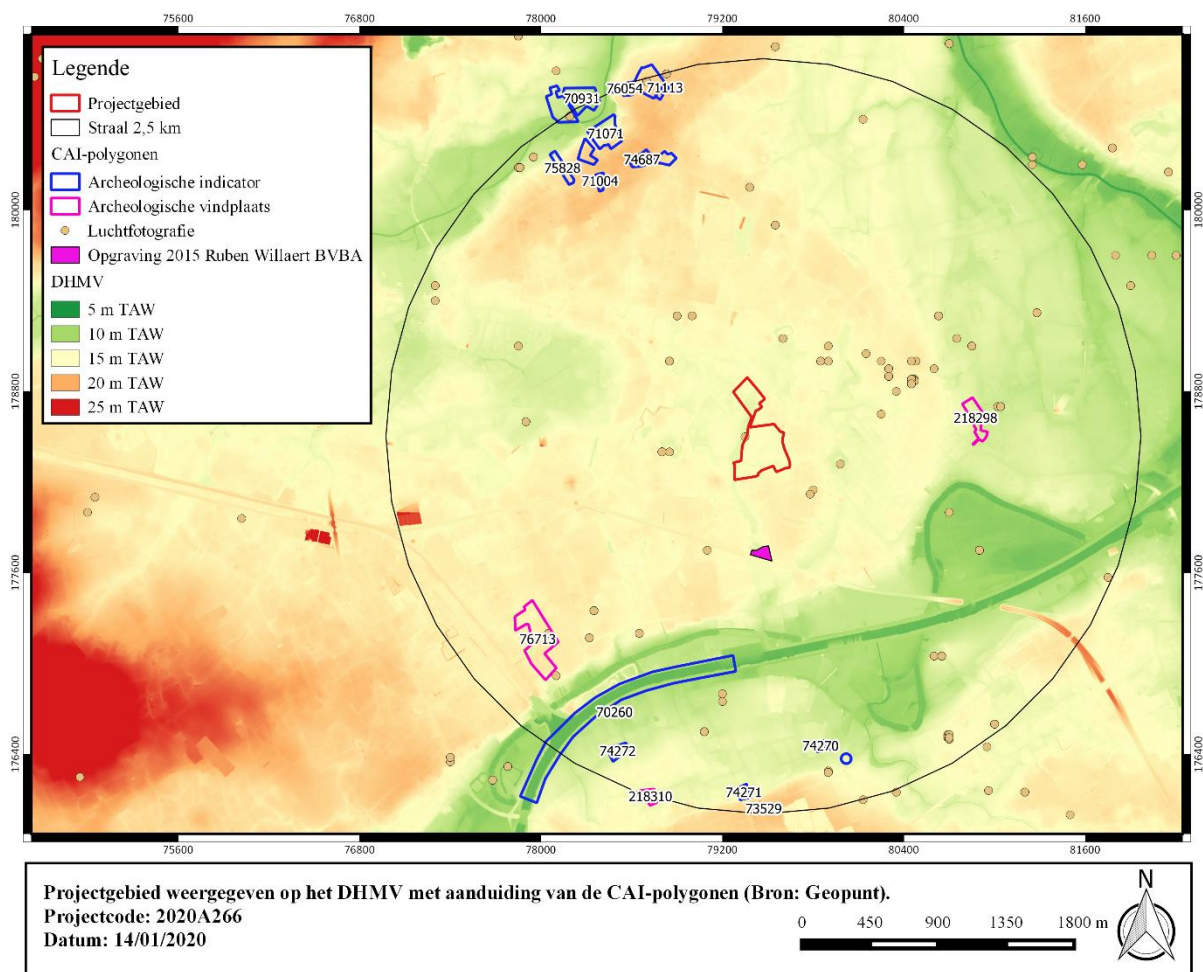 75600 76800 78000 79200 80400 81600
Legende
Projectgebied
Straal 2,5 km
CAI-polygonen
Archeologische indicator
Archeologische vindplaats
Luchtfotografie
Opgraving 2015 Ruben Willaert BVBA
DHMV
5 m TAW
10 m TAW
15 m TAW
20 m TAW
25 m TAW
180000
178800
177600
176400
180000
178800
177600
176400
76054 71113
70931
71071
74687
75828
71004
218298
76713
70260
74272
74270
218310
74271
73529
75600 76800 78000 79200 80400 81600
Projectgebied weergegeven op het DHMV met aanduiding van de CAI-polygonen (Bron: Geopunt).
Projectcode: 2020A266
Datum: 14/01/2020
0 450 900 1350 1800 m
N